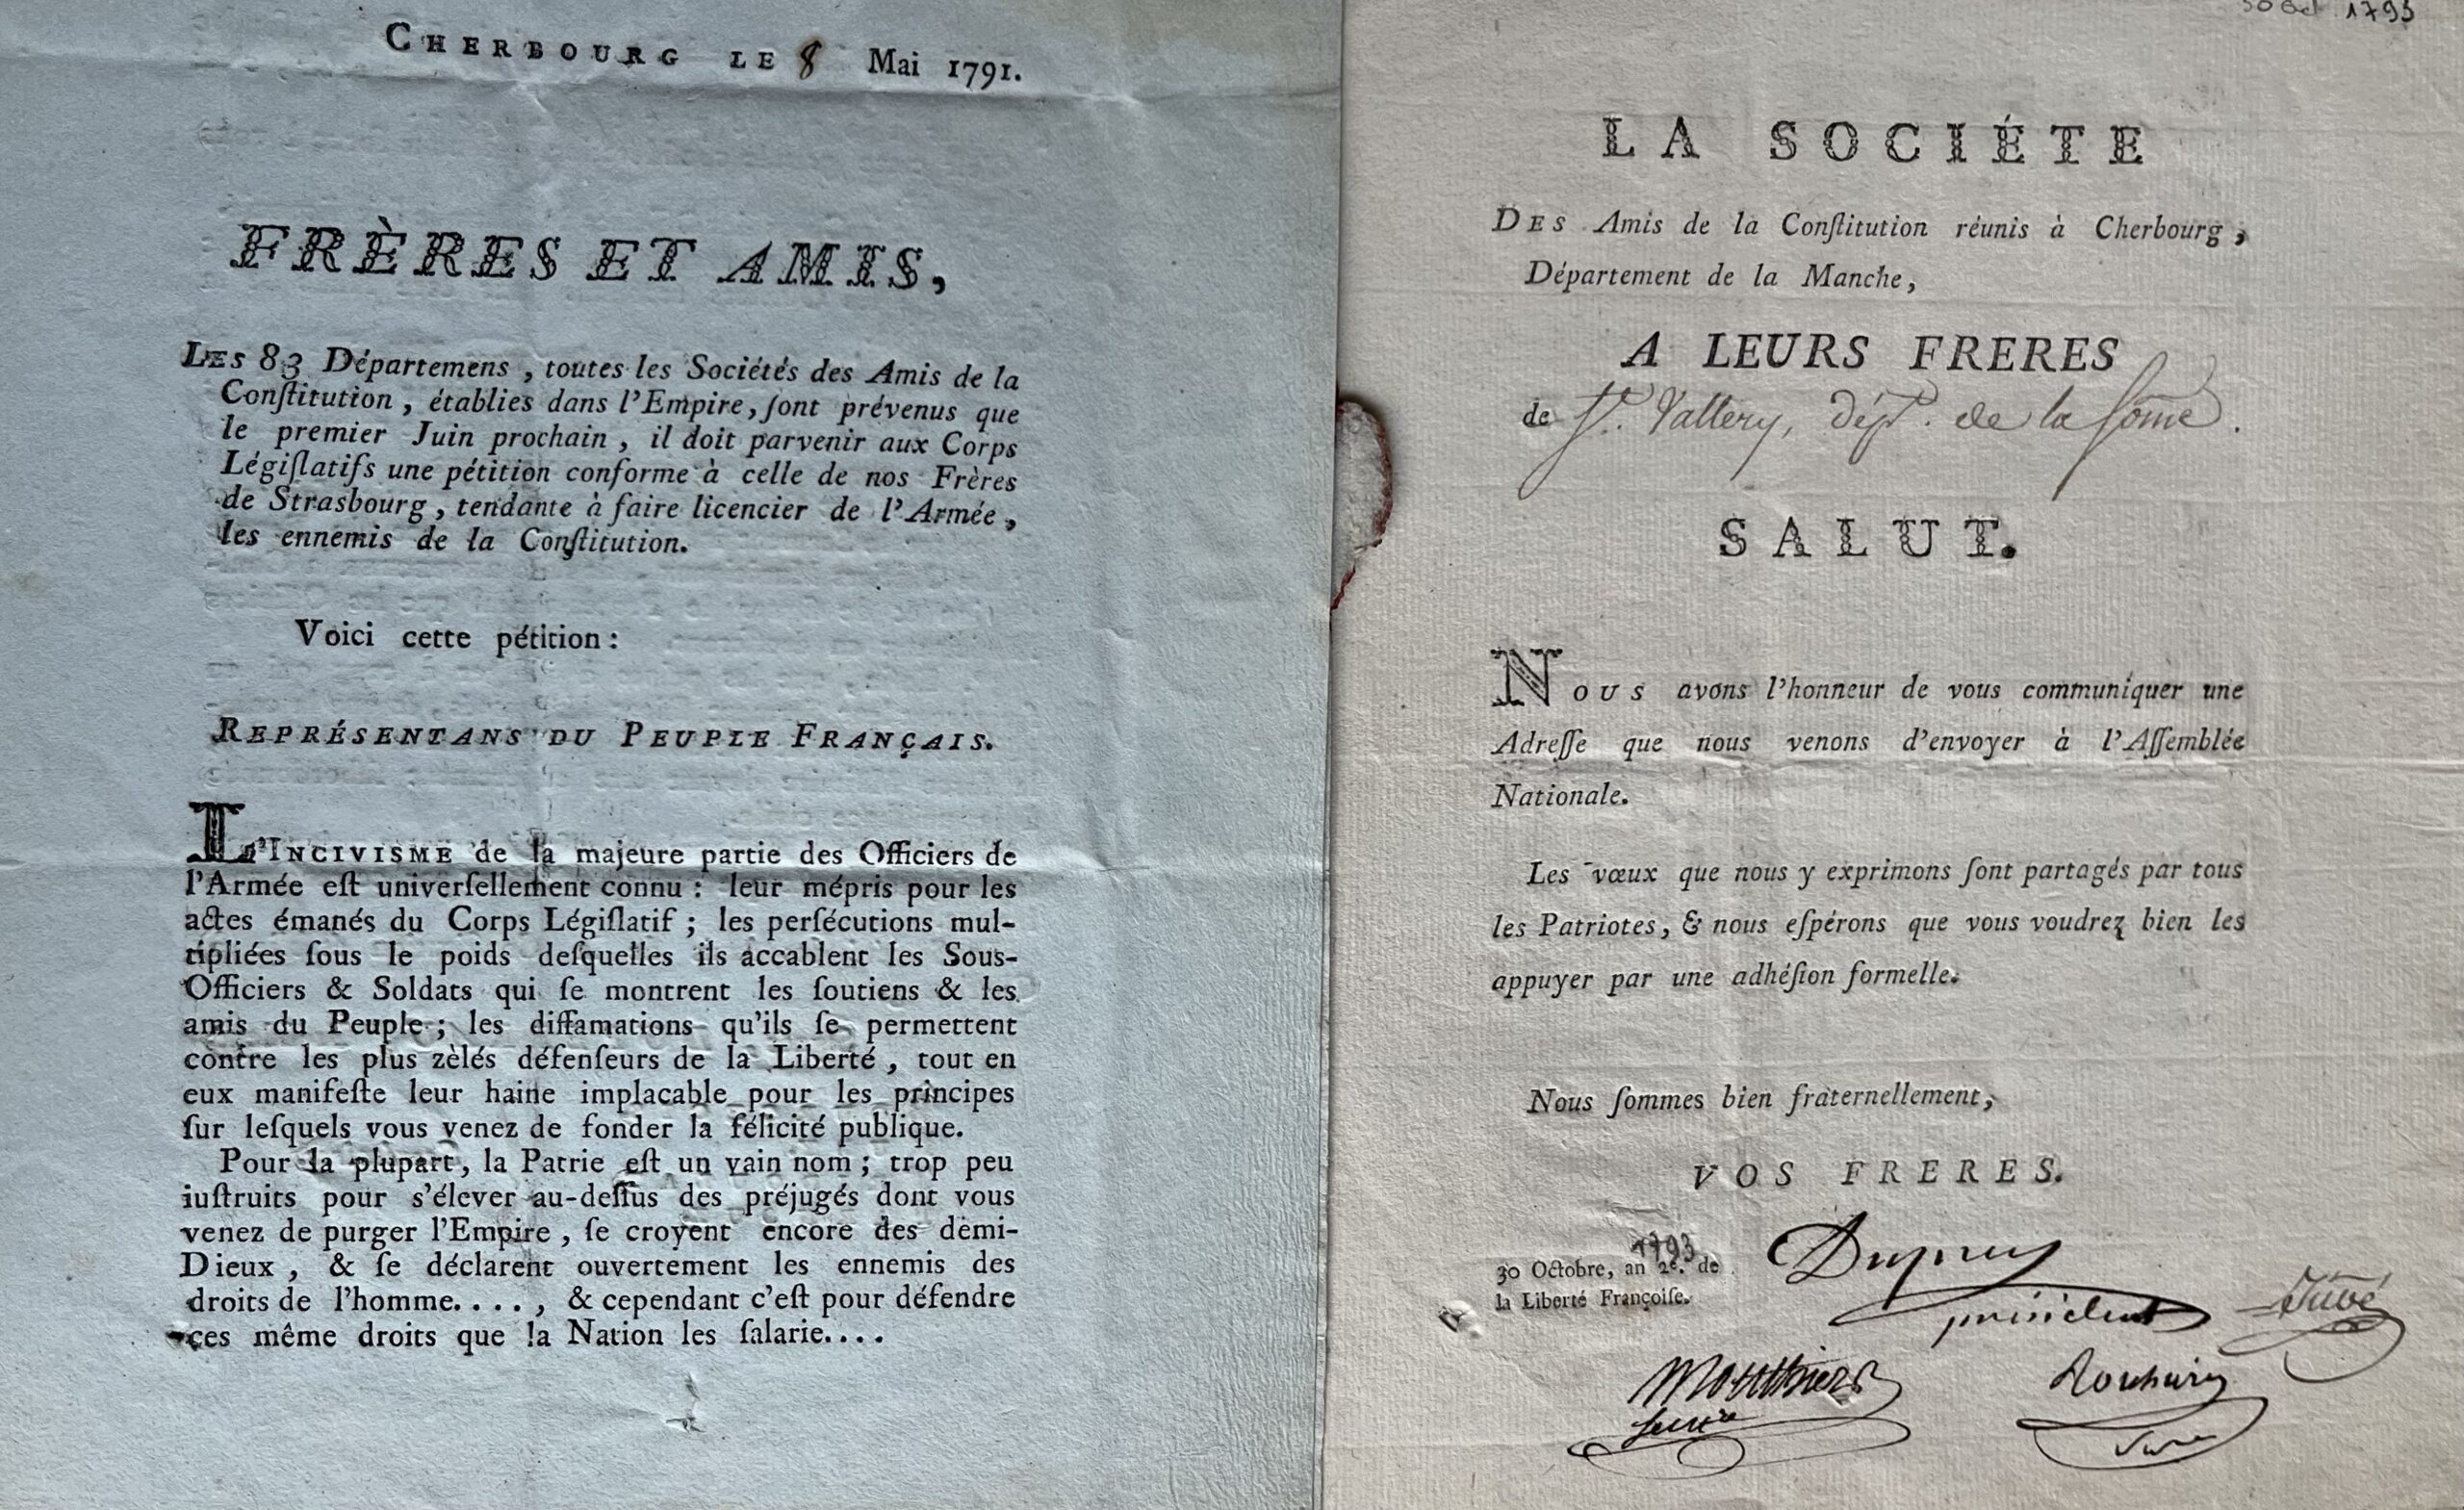 CHERBOURG LE 8 Mai 1791.
FRÈRES ET AMIS,
LES 83 Départemens, toutes les Sociétés des Amis de la
Conſtitution, établies dans l'Empire, ſont prévenus que
le premier Juin prochain, il doit parvenir aux Corps
Légiſlatifs une pétition conforme à celle de nos Frères
de Strasbourg, tendante à faire licencier de l'Armée,
les ennemis de la Conſtitution.
Voici cette pétition :
REPRÉSENTANS DU PEUPLE FRANÇAIS.
L'INCIVISME de la majeure partie des Officiers de
l'Armée eſt univerſellement connu : leur mépris pour les
actes émanés du Corps Légiſlatif ; les perſécutions mul-
tipliées ſous le poids deſquelles ils accablent les Sous-
Officiers & Soldats qui ſe montrent les ſoutiens & les
amis du Peuple ; les diffamations qu'ils ſe permettent
contre les plus zèlés défenſeurs de la Liberté, tout en
eux manifeſte leur haine implacable pour les principes
ſur leſquels vous venez de fonder la félicité publique.
Pour la plupart, la Patrie eſt un vain nom ; trop peu
iuſtruits pour s'élever au-deſſus des préjugés dont vous
venez de purger l'Empire, ſe croyent encore des demi-
Dieux, & ſe déclarent ouvertement les ennemis des
droits de l'homme...., & cependant c'eſt pour défendre
ces même droits que la Nation les ſalarie....
30 Oct 1793
LA SOCIÉTE
DES Amis de la Conſtitution réunis à Cherbourg,
Département de la Manche,
A LEURS FRERES
de St. Vallery, dépt. de la Som̃e.
SALUT.
NOUS avons l'honneur de vous communiquer une
Adreſſe que nous venons d'envoyer à l'Aſſemblée
Nationale.
Les vœux que nous y exprimons ſont partagés par tous
les Patriotes, & nous eſpérons que vous voudrez bien les
appuyer par une adhéſion formelle.
Nous ſommes bien fraternellement,
VOS FRERES.
1793
30 Octobre, an 2e. de
la Liberté Françoiſe.
Dupuy
président